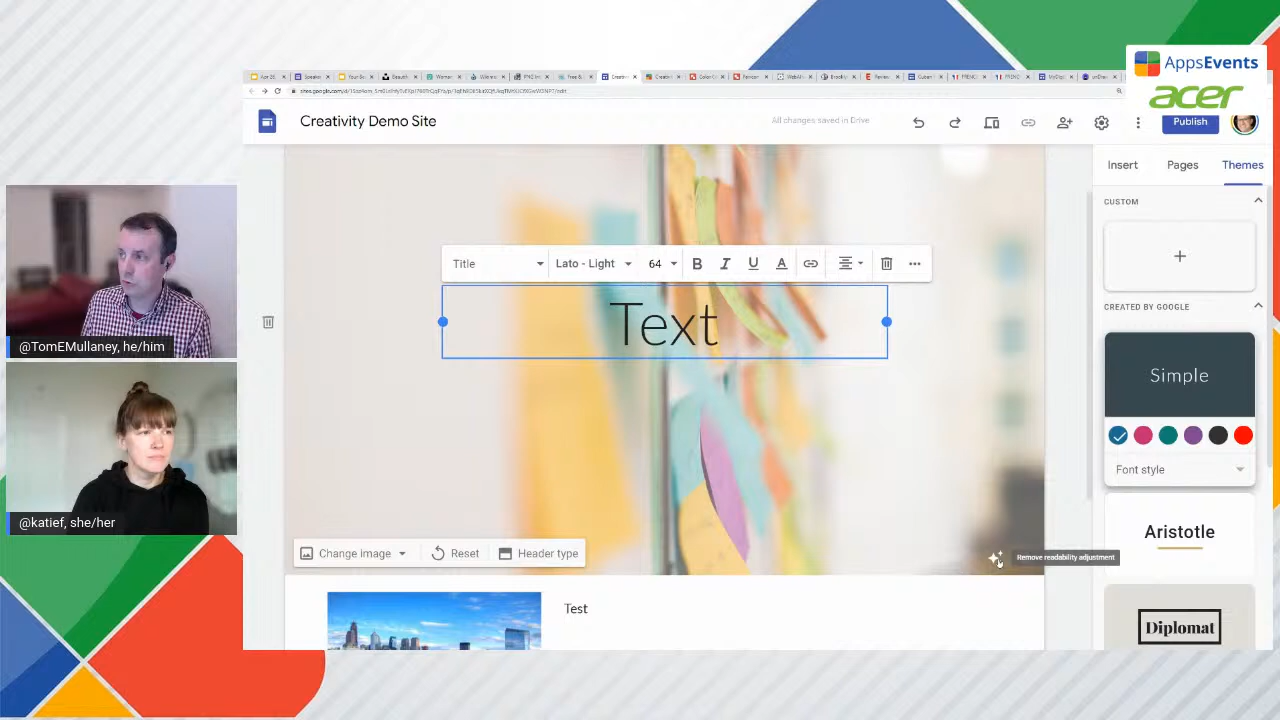 AppsEvents
acer
Creativity Demo Site
All changes saved in Drive
Publish
Insert
Pages
Themes
CUSTOM
+
CREATED BY GOOGLE
Simple
Font style
Aristotle
Diplomat
Title
Lato - Light
64
B
I
U
A
Text
Change image
Reset
Header type
Remove readability adjustment
Test
@TomEMullaney, he/him
@katief, she/her